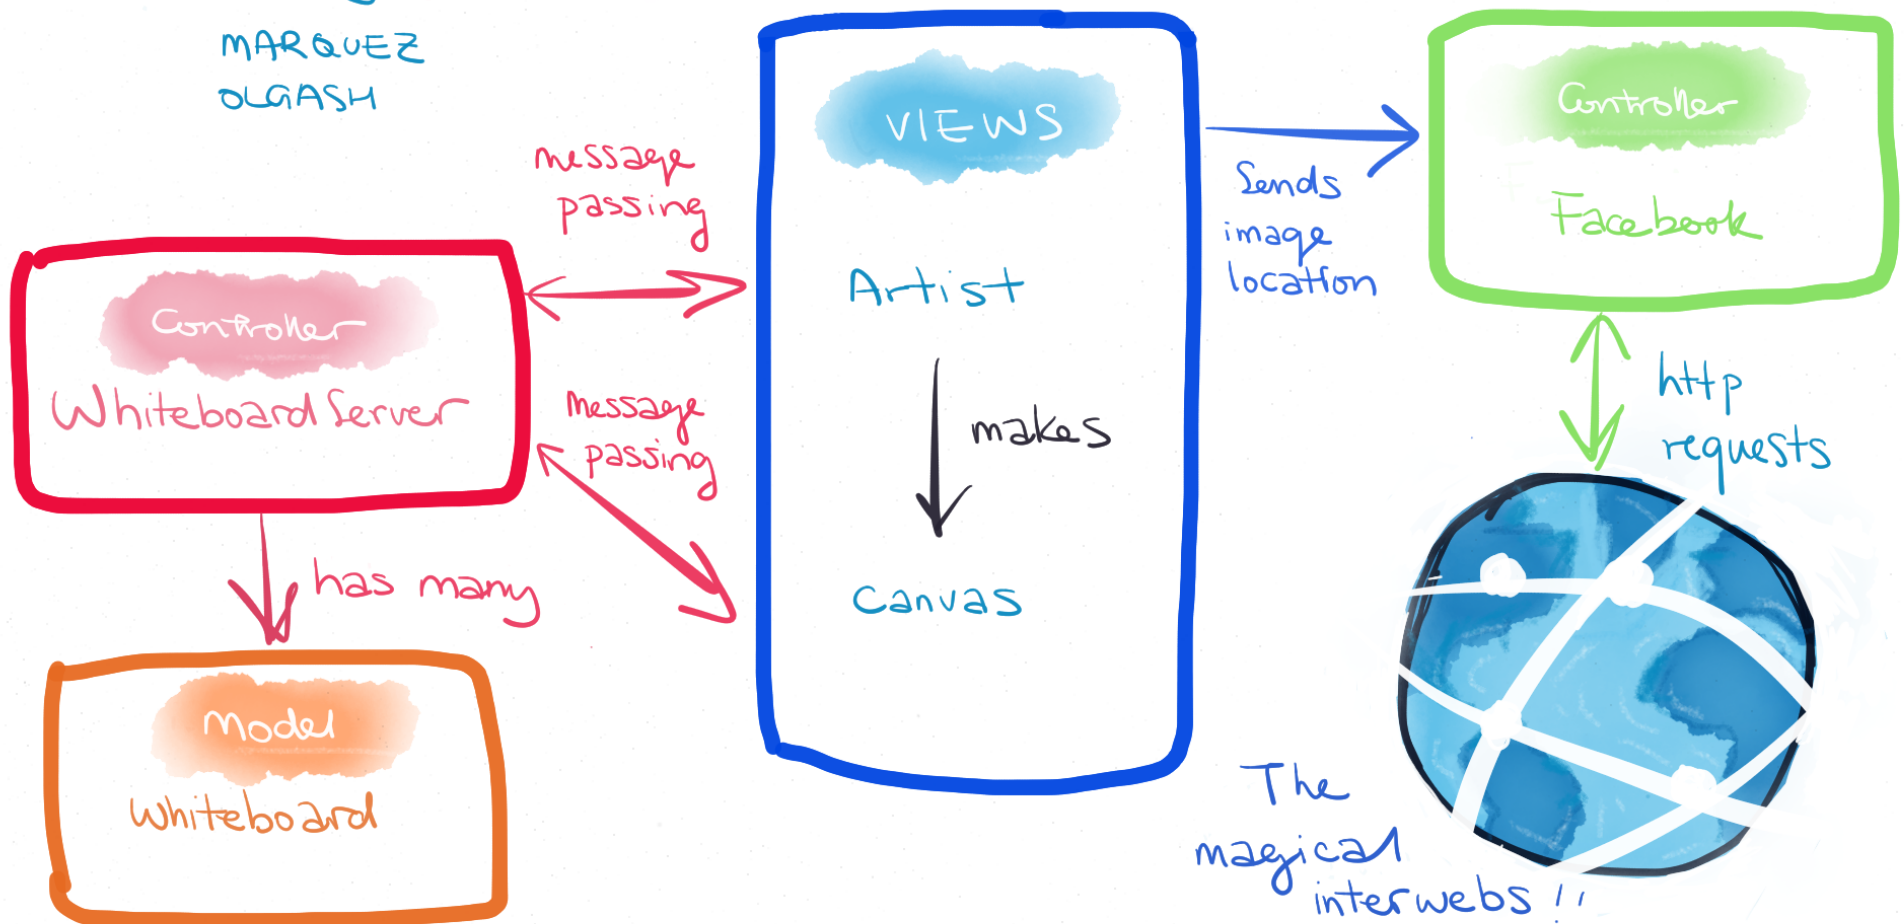 MARQUEZ
OLGASH
message
passing
Controller
Whiteboard Server
message
passing
has many
Model
Whiteboard
VIEWS
Artist
makes
Canvas
Sends
image
location
Controller
Facebook
http
requests
The
magical
interwebs !!